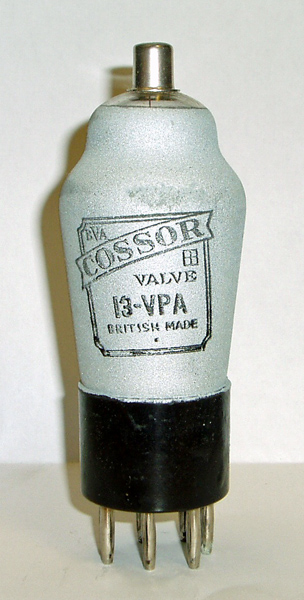 BVA
COSSOR
VALVE
13-VPA
BRITISH MADE